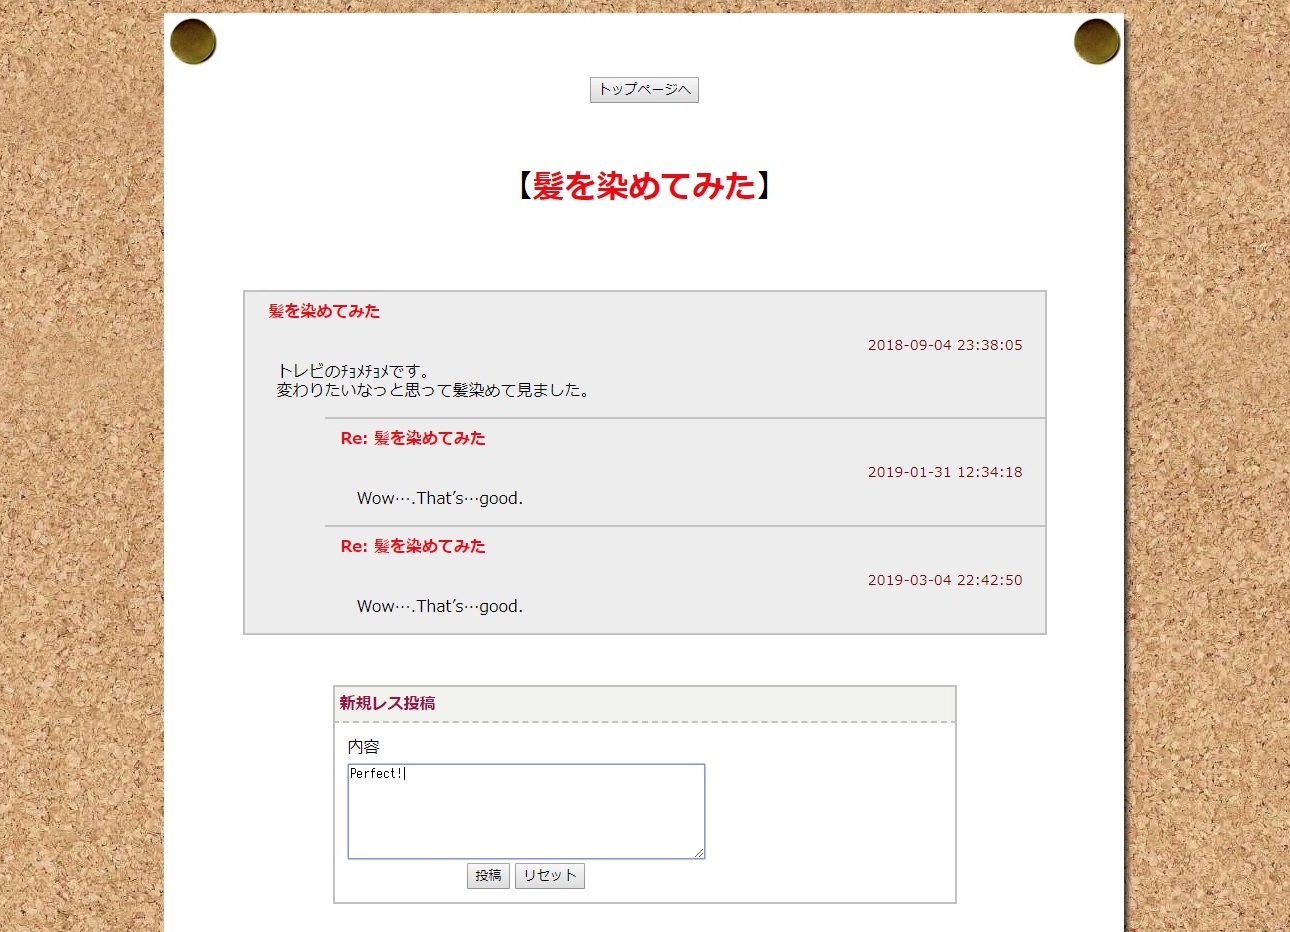 トップページへ
【髪を染めてみた】
髪を染めてみた
2018-09-04 23:38:05
トレビのﾁｮﾒﾁｮﾒです。
変わりたいなっと思って髪染めて見ました。
Re: 髪を染めてみた
2019-01-31 12:34:18
Wow….That’s…good.
Re: 髪を染めてみた
2019-03-04 22:42:50
Wow….That’s…good.
新規レス投稿
内容
Perfect!
投稿 リセット